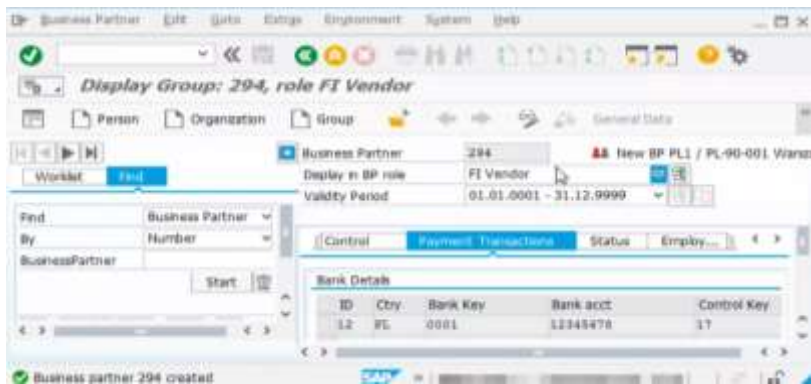 Business Partner Edit Goto Extras Environment System Help
Display Group: 294, role FI Vendor
Person Organization Group General Data
Business Partner 294 New BP PL1 / PL-90-001 Warsz
Worklist Find
Display in BP role FI Vendor
Validity Period 01.01.0001 - 31.12.9999
Find Business Partner
By Number
BusinessPartner
Start
Control Payment Transactions Status Employ...
Bank Details
ID Ctry Bank Key Bank acct Control Key
12 PL 0001 12345678 17
Business partner 294 created
SAP